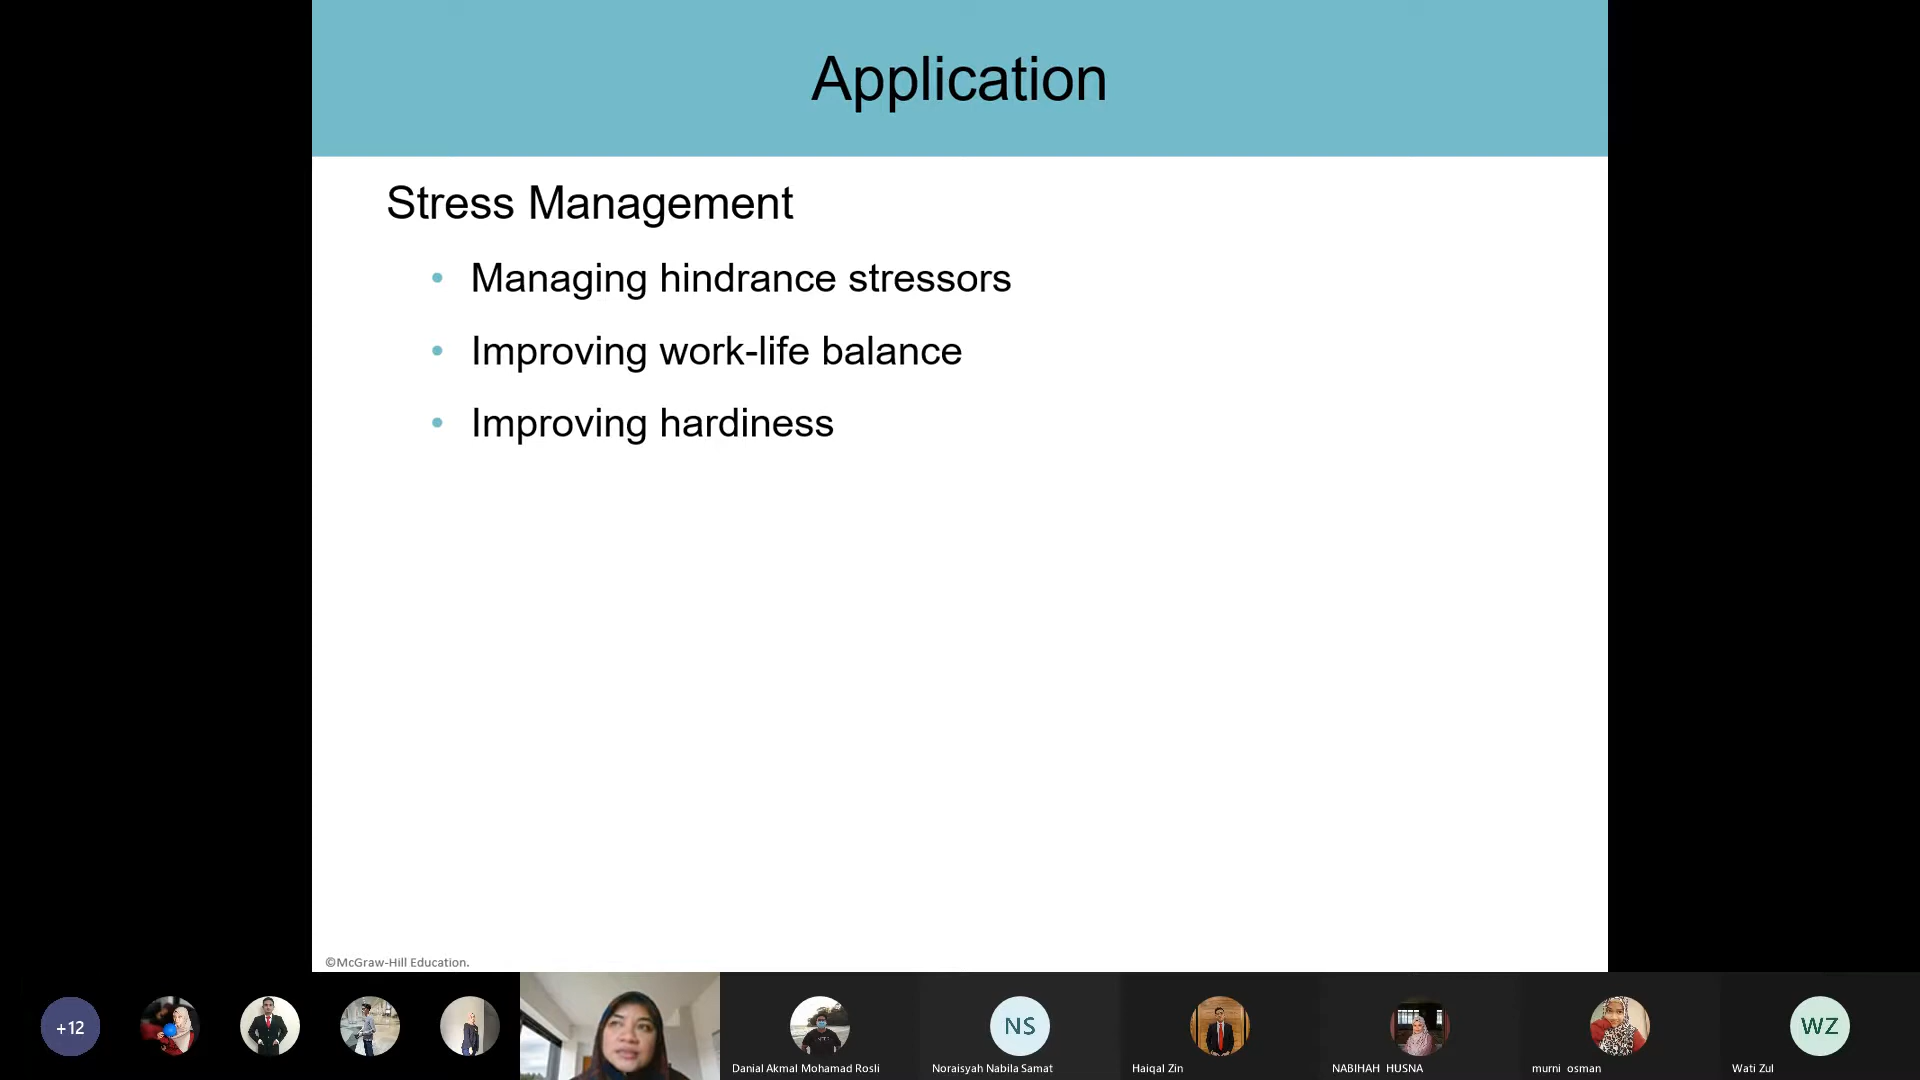 Application
Stress Management
• Managing hindrance stressors
• Improving work-life balance
• Improving hardiness
©McGraw-Hill Education.
+12
NS
WZ
Danial Akmal Mohamad Rosli
Noraisyah Nabila Samat
Haiqal Zin
NABIHAH HUSNA
murni osman
Wati Zul